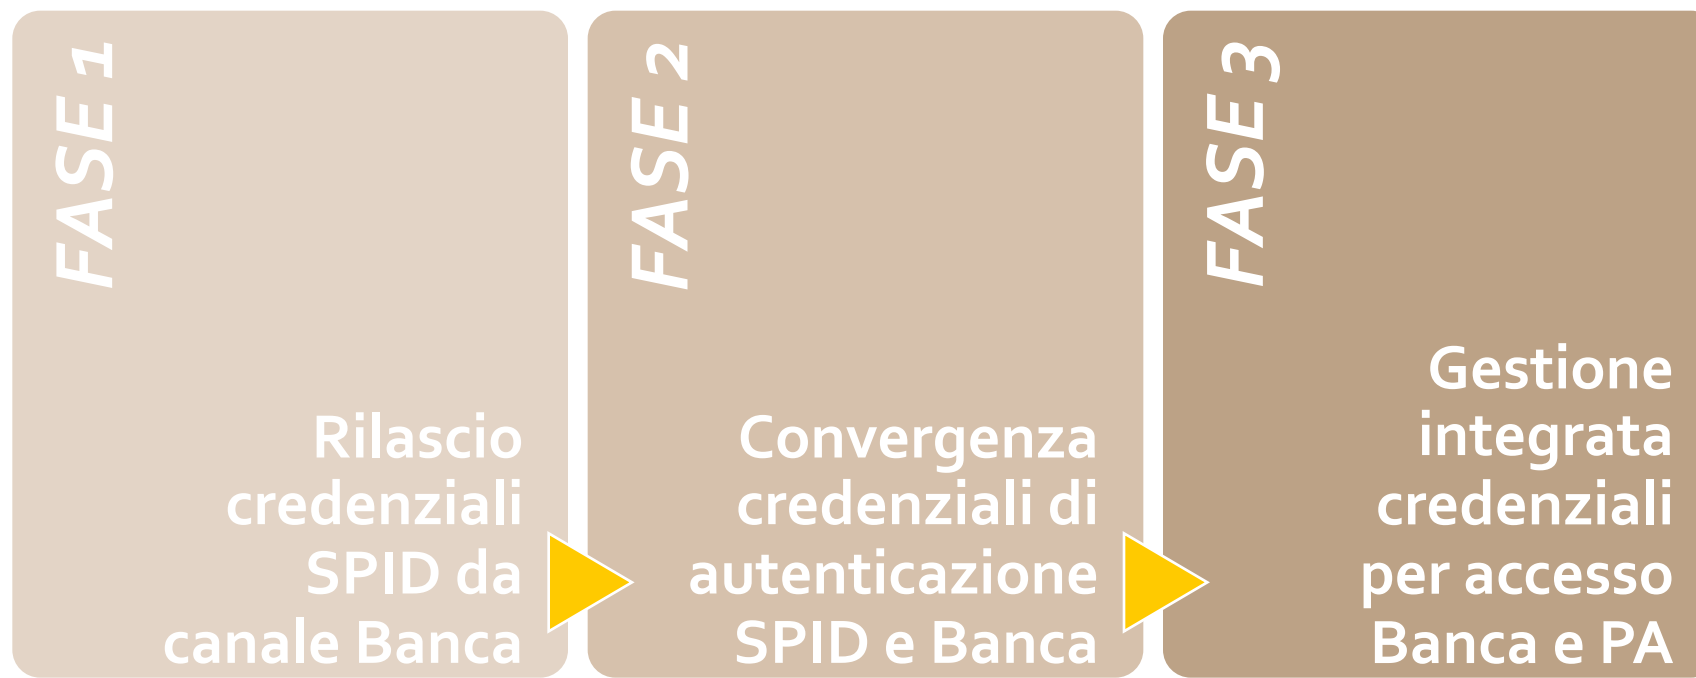 FASE 1
Rilascio
credenziali
SPID da
canale Banca
FASE 2
Convergenza
credenziali di
autenticazione
SPID e Banca
FASE 3
Gestione
integrata
credenziali
per accesso
Banca e PA